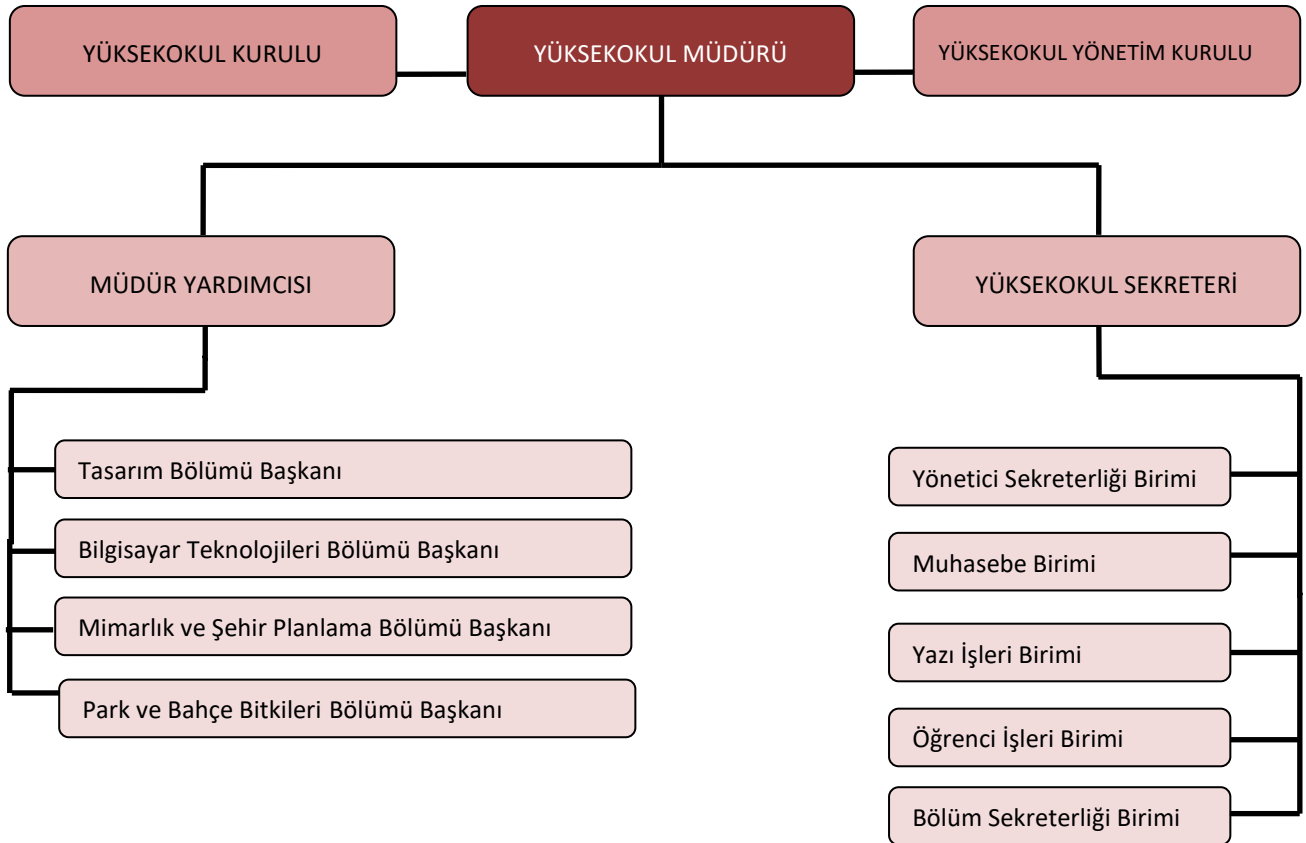 YÜKSEKOKUL KURULU
YÜKSEKOKUL MÜDÜRÜ
YÜKSEKOKUL YÖNETİM KURULU
MÜDÜR YARDIMCISI
YÜKSEKOKUL SEKRETERİ
Tasarım Bölümü Başkanı
Bilgisayar Teknolojileri Bölümü Başkanı
Mimarlık ve Şehir Planlama Bölümü Başkanı
Park ve Bahçe Bitkileri Bölümü Başkanı
Yönetici Sekreterliği Birimi
Muhasebe Birimi
Yazı İşleri Birimi
Öğrenci İşleri Birimi
Bölüm Sekreterliği Birimi